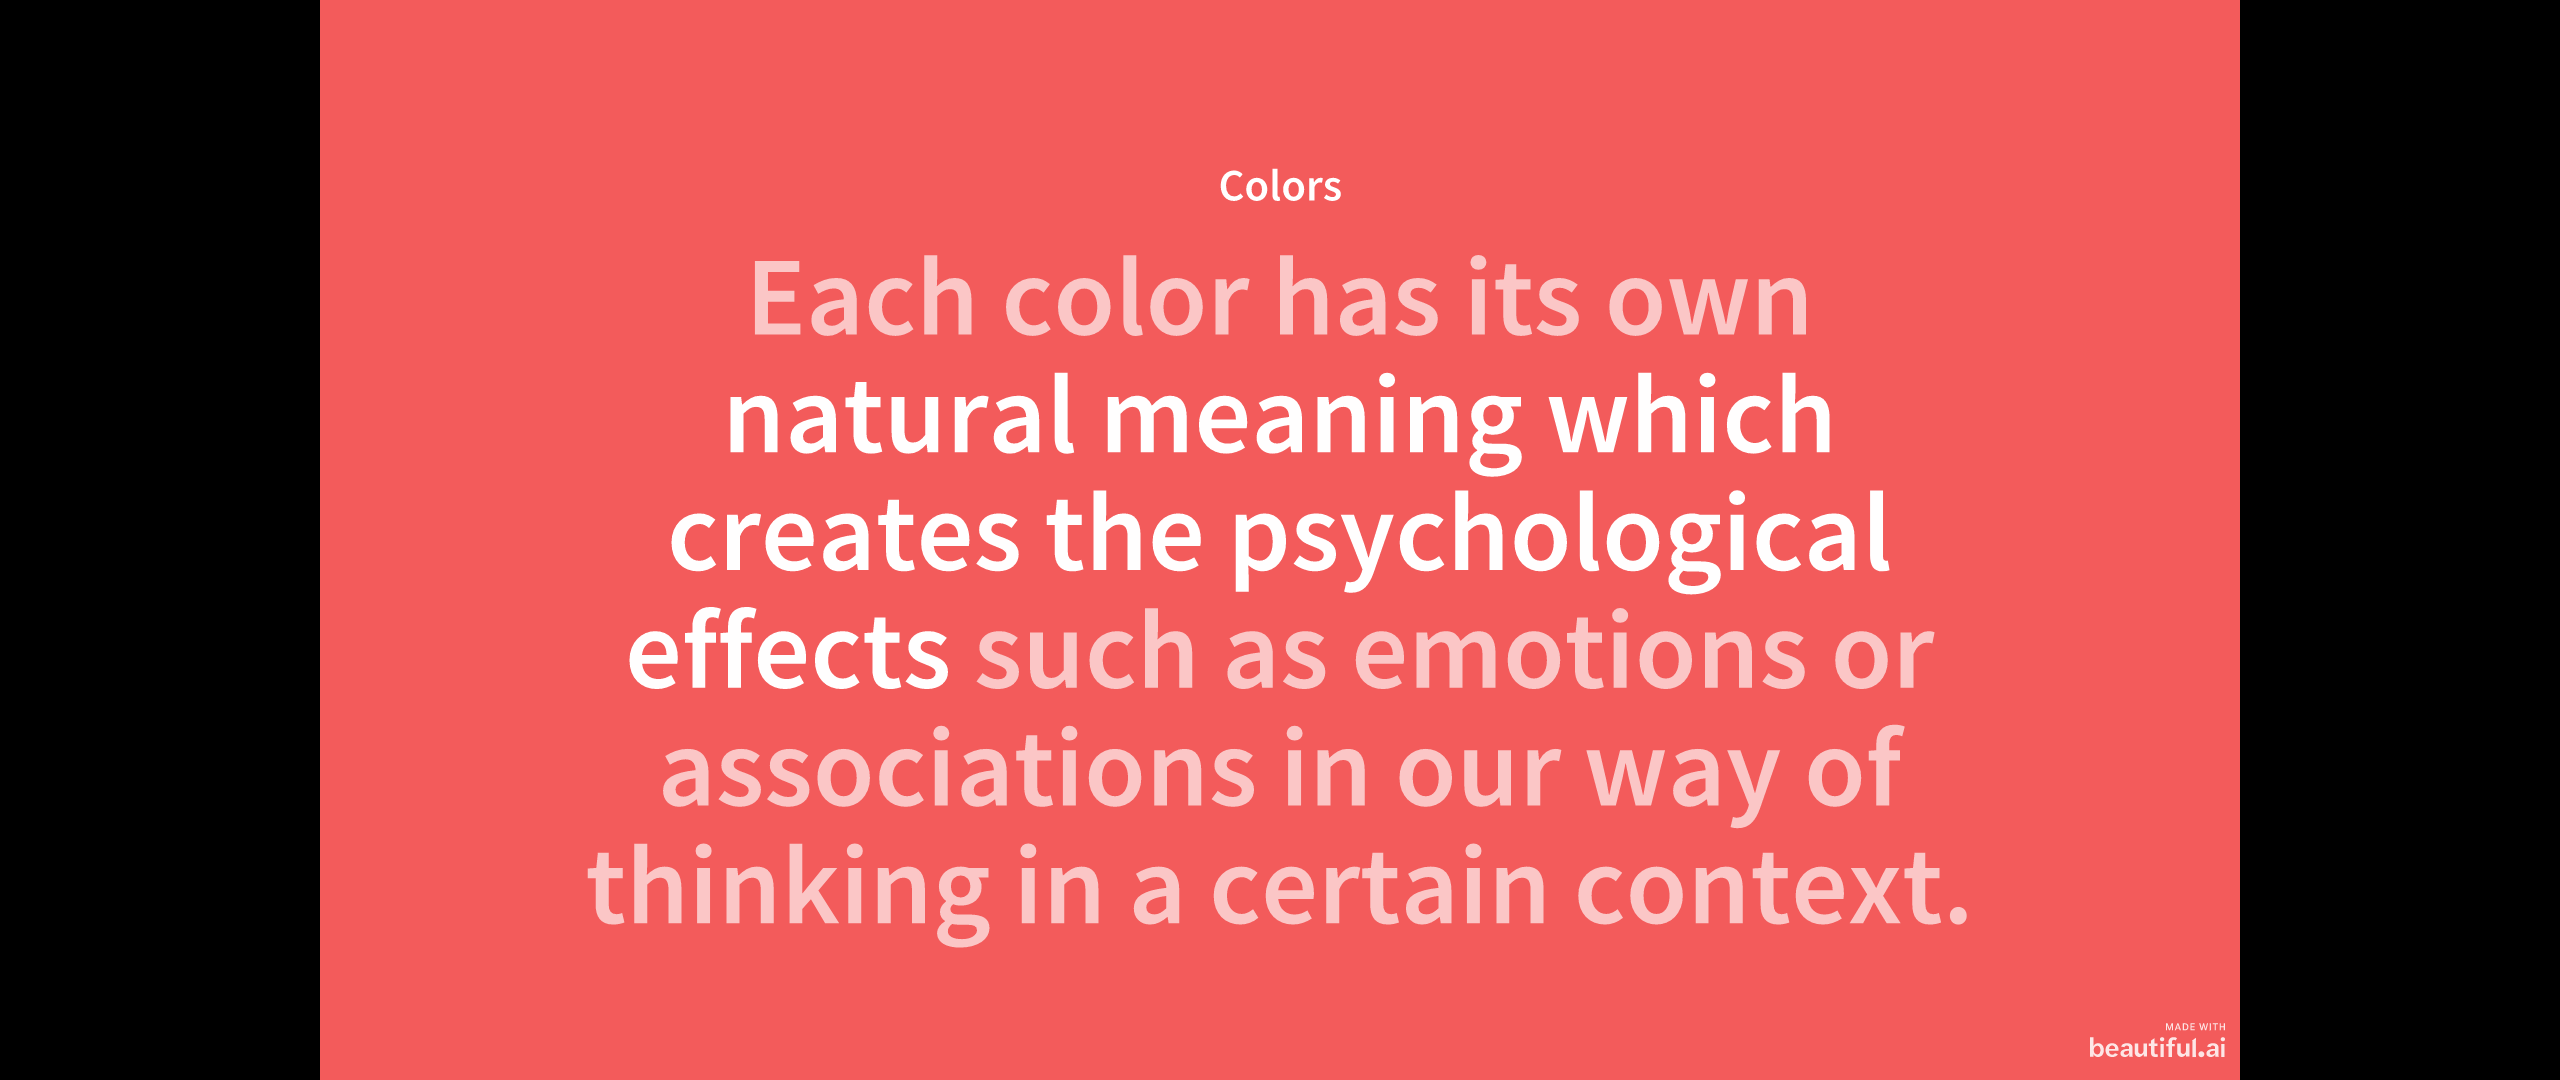 Colors
Each color has its own
natural meaning which
creates the psychological
effects such as emotions or
associations in our way of
thinking in a certain context.
MADE WITH
beautiful.ai